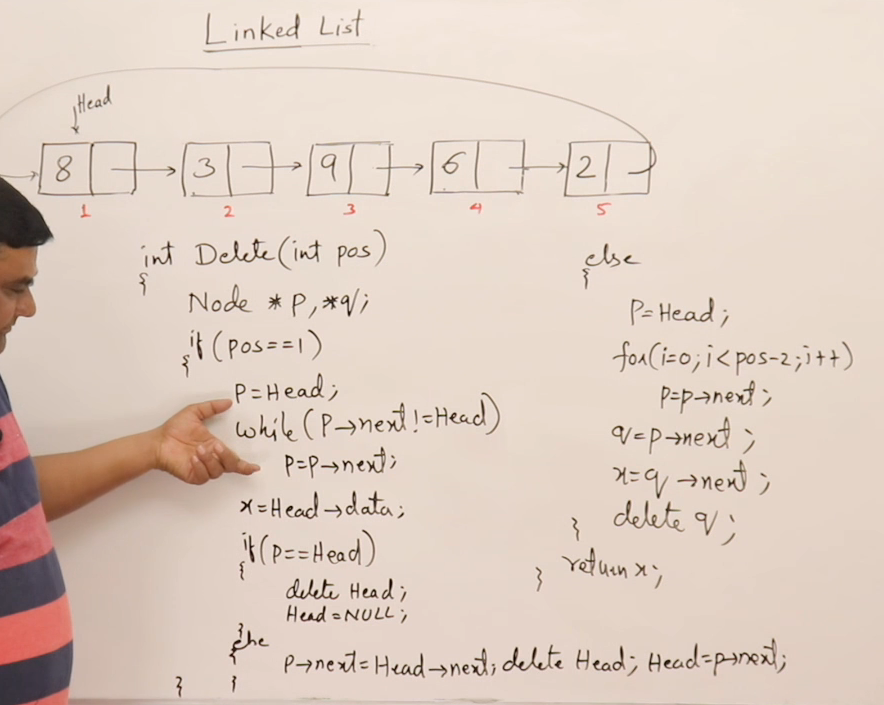 Linked List
Head
8 3 9 6 2
1 2 3 4 5
int Delete(int pos)
{
Node *p,*q;
if(pos==1)
{
P=Head;
while(P→next!=Head)
P=P→next;
x=Head→data;
if(P==Head)
{
delete Head;
Head=NULL;
}
else
{
P→next=Head→next; delete Head; Head=p→next;
}
}
else
{
P=Head;
for(i=0;i<pos-2;i++)
P=p→next;
q=p→next;
x=q→next;
delete q;
}
return x;
}